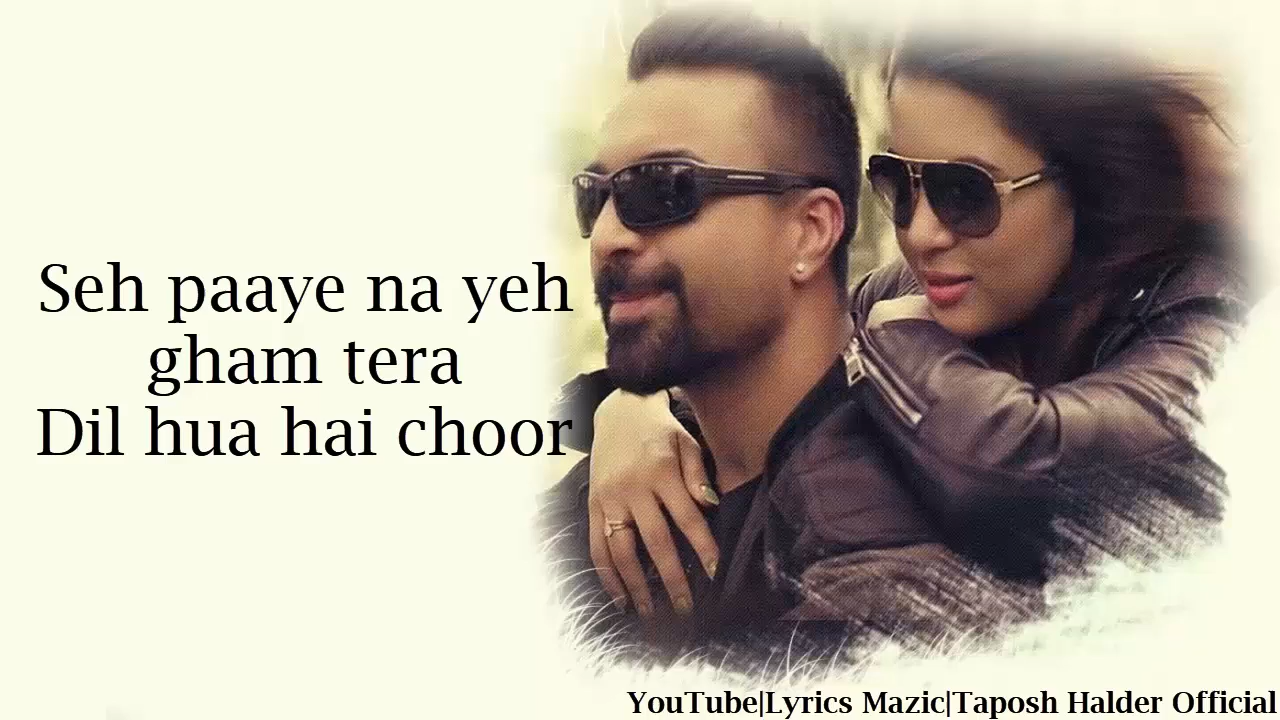 Seh paaye na yeh
gham tera
Dil hua hai choor
YouTube|Lyrics Mazic|Taposh Halder Official